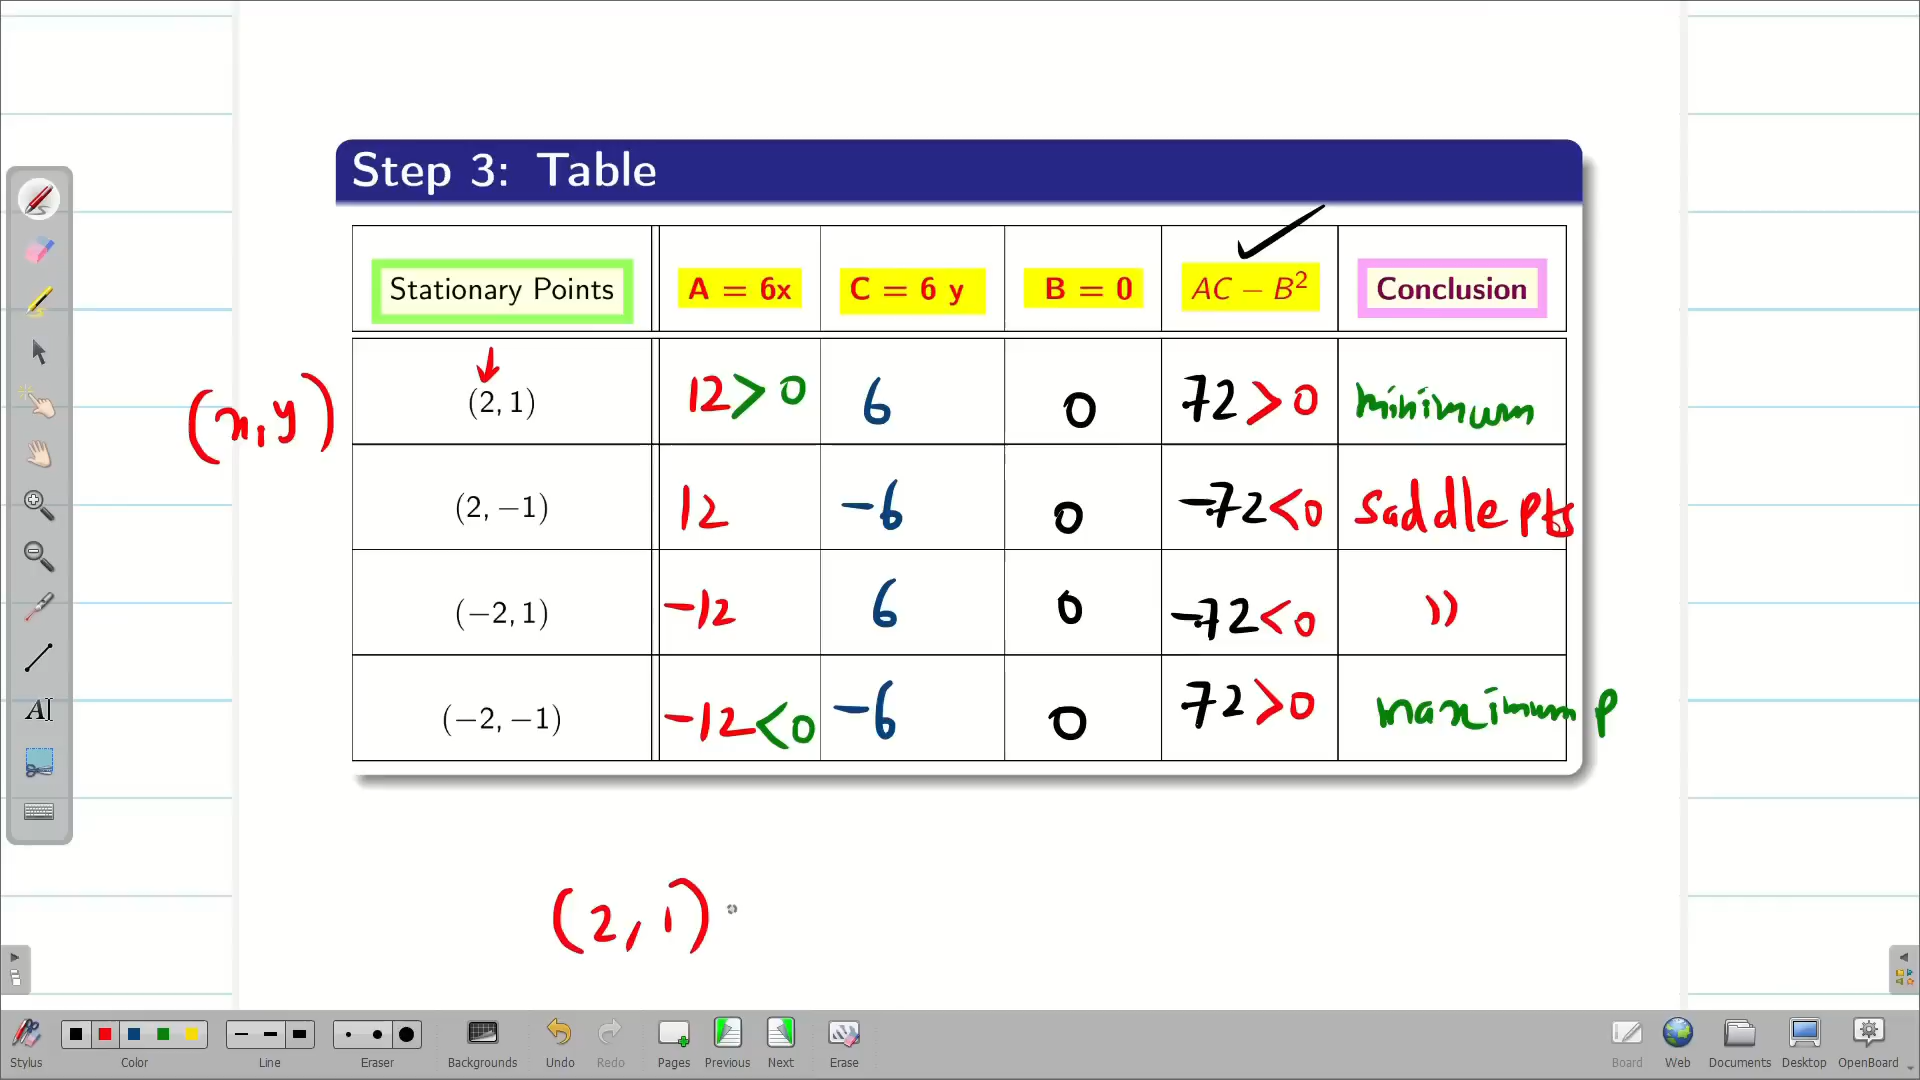 Step 3: Table
Stationary Points A = 6x C = 6 y B = 0 AC − B² Conclusion
(x, y) (2, 1) 12>0 6 0 72>0 minimum
(2, −1) 12 −6 0 −72<0 saddle pts
(−2, 1) −12 6 0 −72<0 ))
(−2, −1) −12<0 −6 0 72>0 maximum P
(2, 1)
Stylus Color Line Eraser Backgrounds Undo Redo Pages Previous Next Erase Board Web Documents Desktop OpenBoard